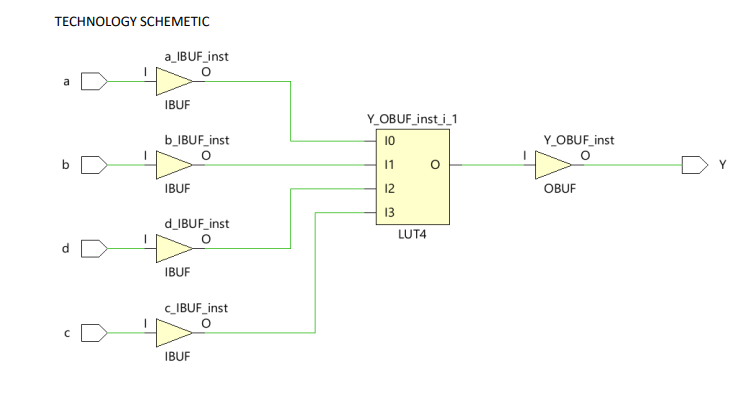 TECHNOLOGY SCHEMETIC
a_IBUF_inst
a
I
O
IBUF
Y_OBUF_inst_i_1
I0
b_IBUF_inst
b
I
O
IBUF
I1
O
Y_OBUF_inst
I
O
OBUF
Y
I2
I3
LUT4
d_IBUF_inst
d
I
O
IBUF
c_IBUF_inst
c
I
O
IBUF